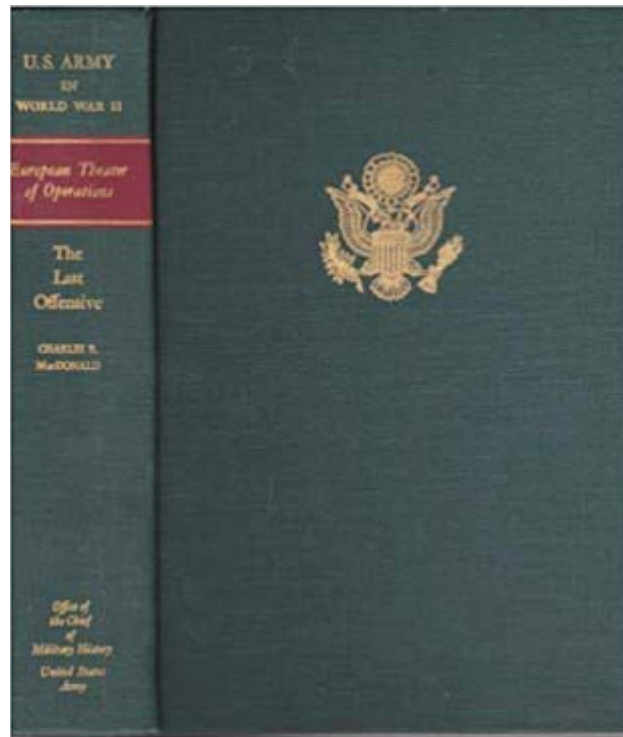 U.S. ARMY
IN
WORLD WAR II
European Theater
of Operations
The
Last
Offensive
CHARLES B.
MacDONALD
Office of
the Chief
of
Military History
United States
Army